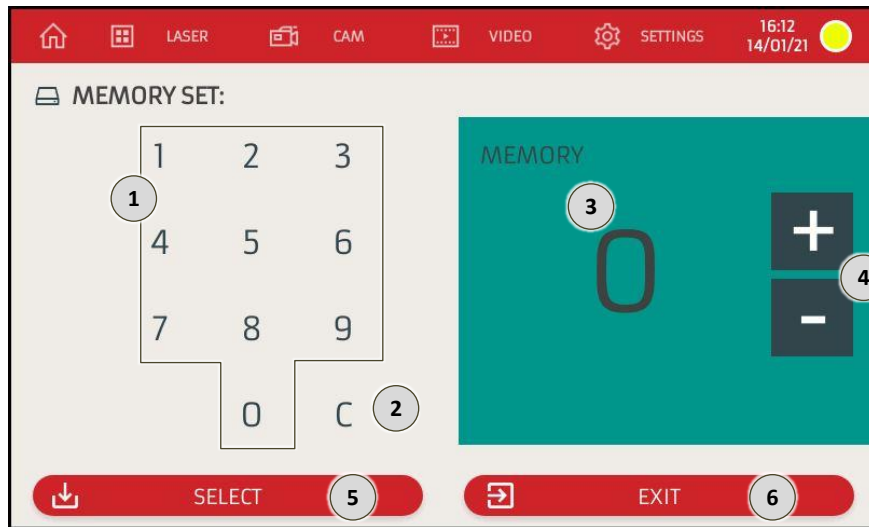 LASER CAM VIDEO SETTINGS 16:12
14/01/21
MEMORY SET:
1 2 3
4 5 6
7 8 9
0 C
1
2
MEMORY
3
0
+
4
-
SELECT 5
EXIT 6